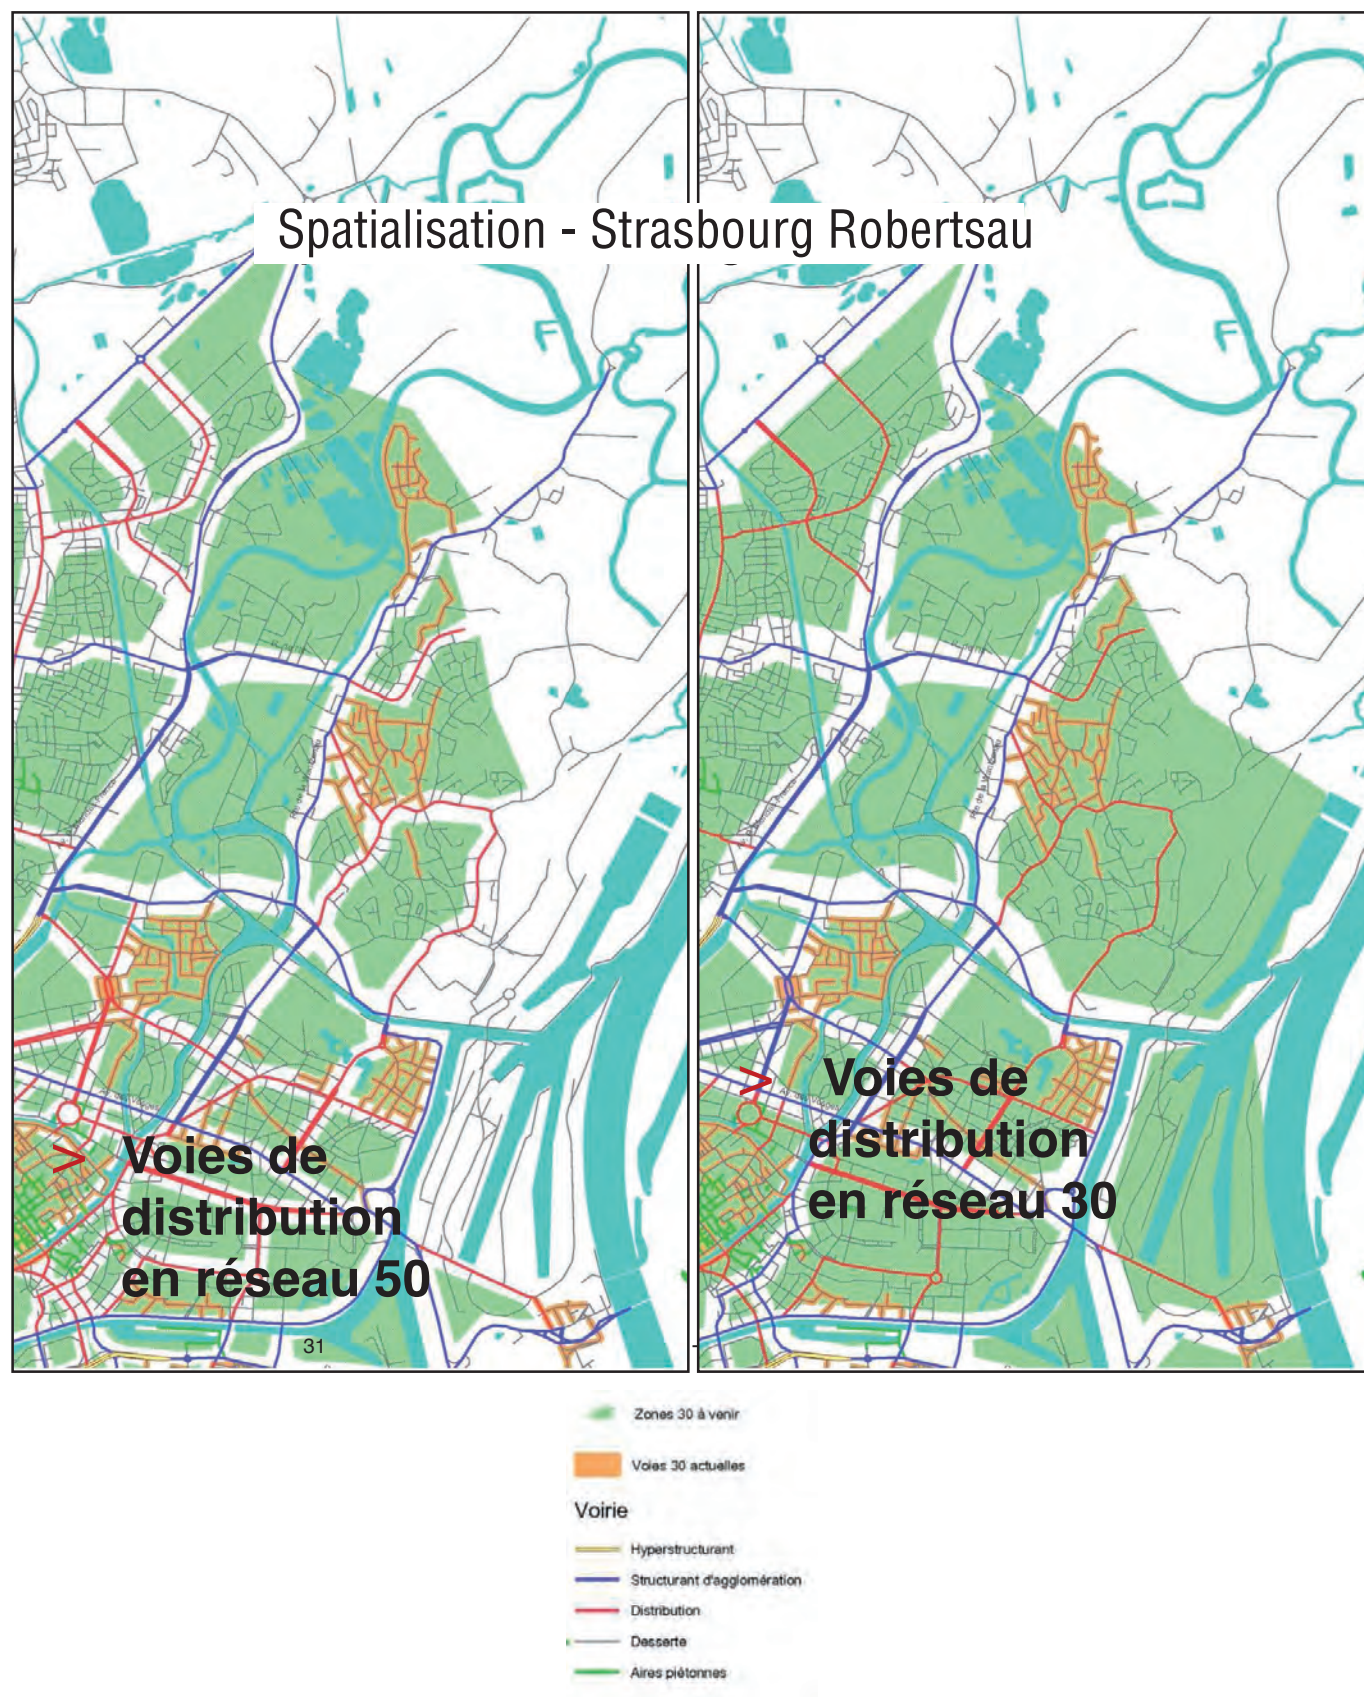 Spatialisation - Strasbourg Robertsau
> Voies de
distribution
en réseau 50
31
> Voies de
distribution
en réseau 30
Zones 30 à venir
Voies 30 actuelles
Voirie
Hyperstructurant
Structurant d'agglomération
Distribution
Desserte
Aires piétonnes